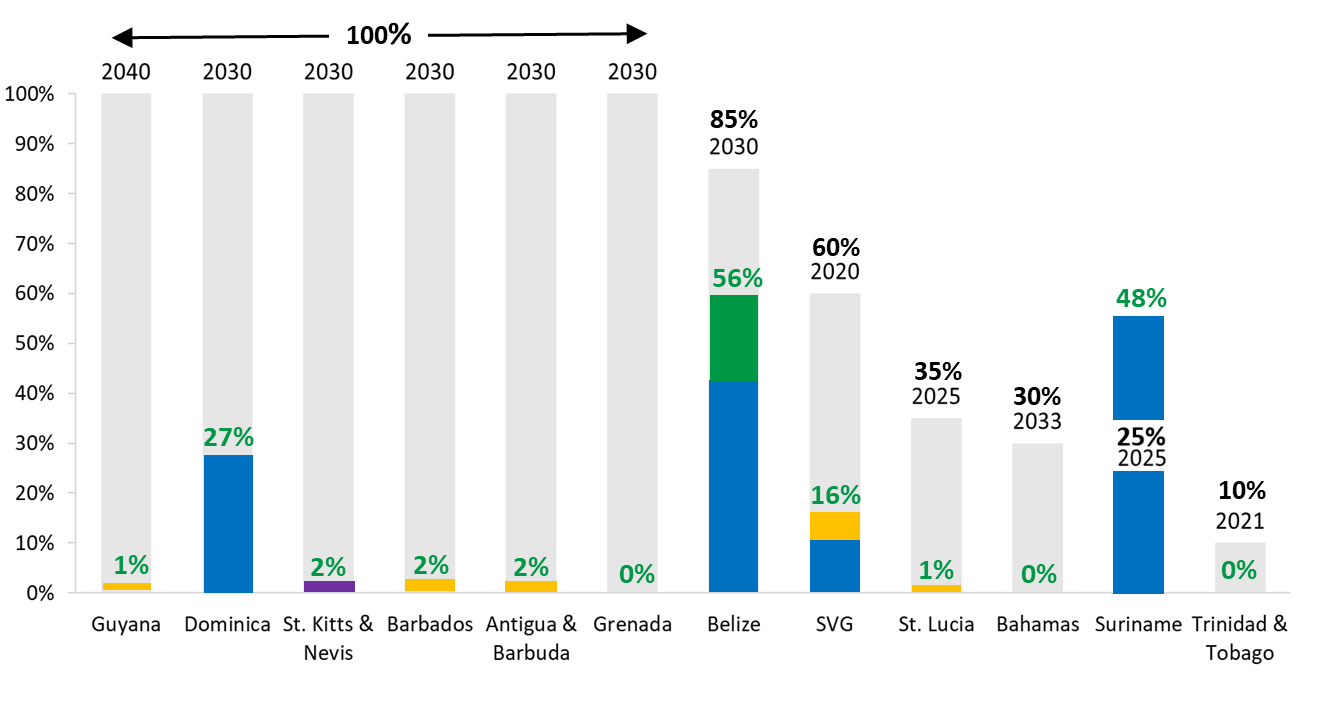 100%
2040 2030 2030 2030 2030 2030
100%
90%
80%
70%
60%
50%
40%
30%
20%
10%
0%
1%
27%
2%
2%
2%
0%
85%
2030
56%
60%
2020
16%
35%
2025
1%
30%
2033
0%
48%
25%
2025
10%
2021
0%
Guyana
Dominica
St. Kitts &
Nevis
Barbados
Antigua &
Barbuda
Grenada
Belize
SVG
St. Lucia
Bahamas
Suriname
Trinidad &
Tobago